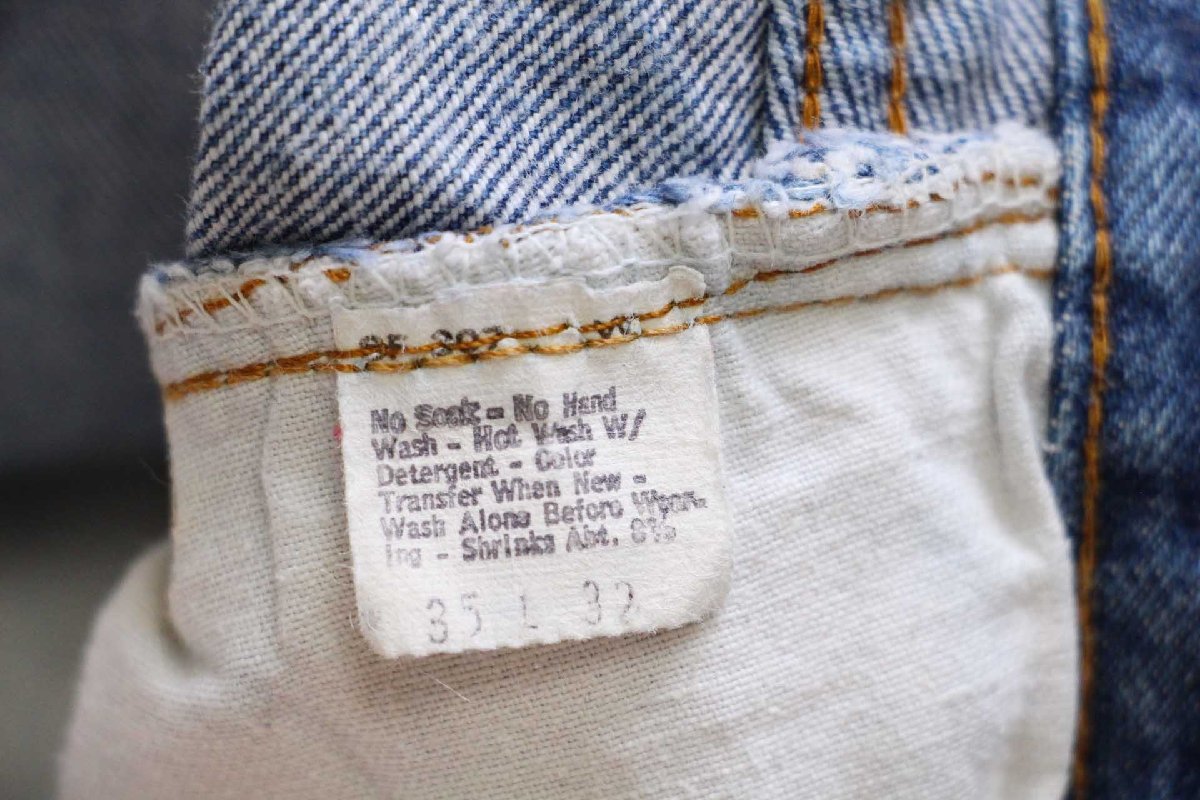 No Soak - No Hand
Wash - Hot Wash W/
Detergent - Color
Transfer When New -
Wash Alone Before Wear-
ing - Shrinks Abt. 8%
35 1 32